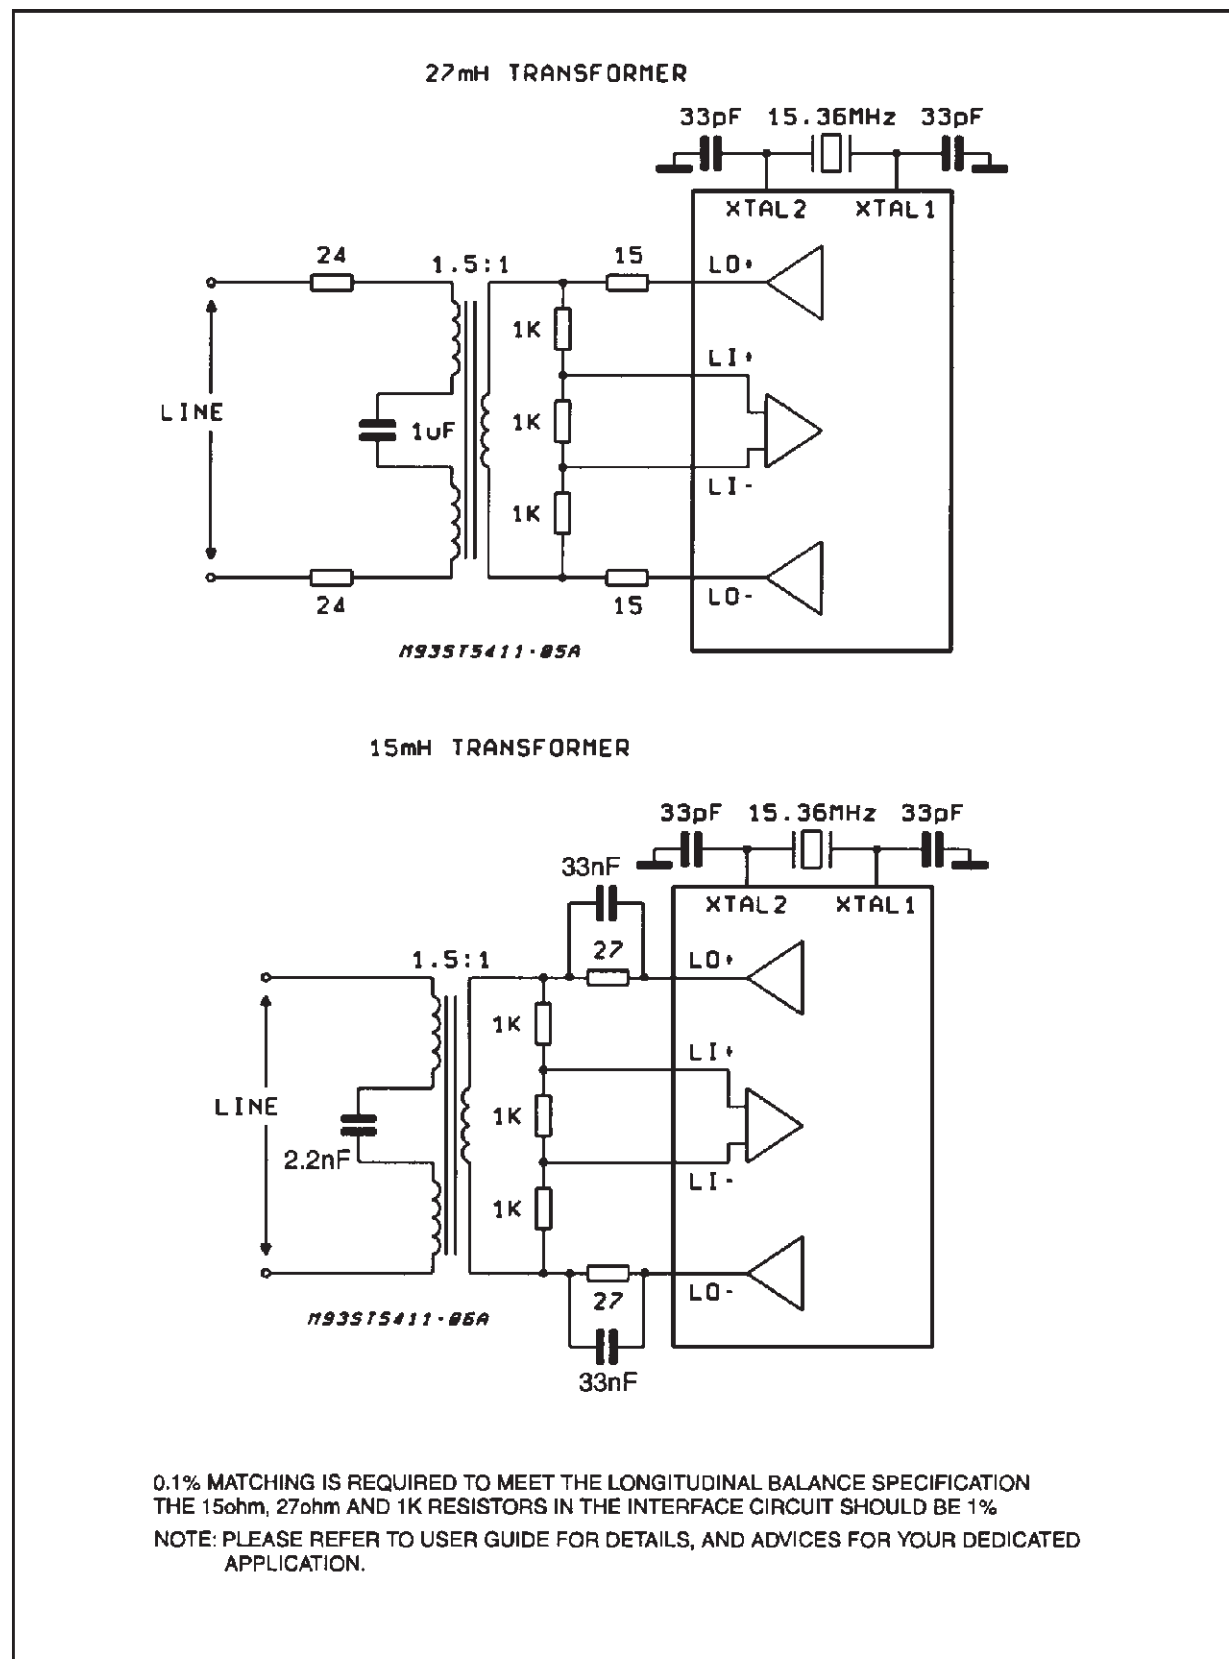 27mH TRANSFORMER
33pF 15.36MHz 33pF
XTAL2 XTAL1
24 1.5:1 15 LO+
1K LI+
LINE 1uF 1K
LI-
1K
24 15 LO-
M93ST5411-05A
15mH TRANSFORMER
33pF 15.36MHz 33pF
33nF
XTAL2 XTAL1
1.5:1 27 LO+
1K LI+
LINE 1K
2.2nF
LI-
1K
27 LO-
M93ST5411-06A
33nF
0.1% MATCHING IS REQUIRED TO MEET THE LONGITUDINAL BALANCE SPECIFICATION
THE 15ohm, 27ohm AND 1K RESISTORS IN THE INTERFACE CIRCUIT SHOULD BE 1%
NOTE: PLEASE REFER TO USER GUIDE FOR DETAILS, AND ADVICES FOR YOUR DEDICATED
APPLICATION.